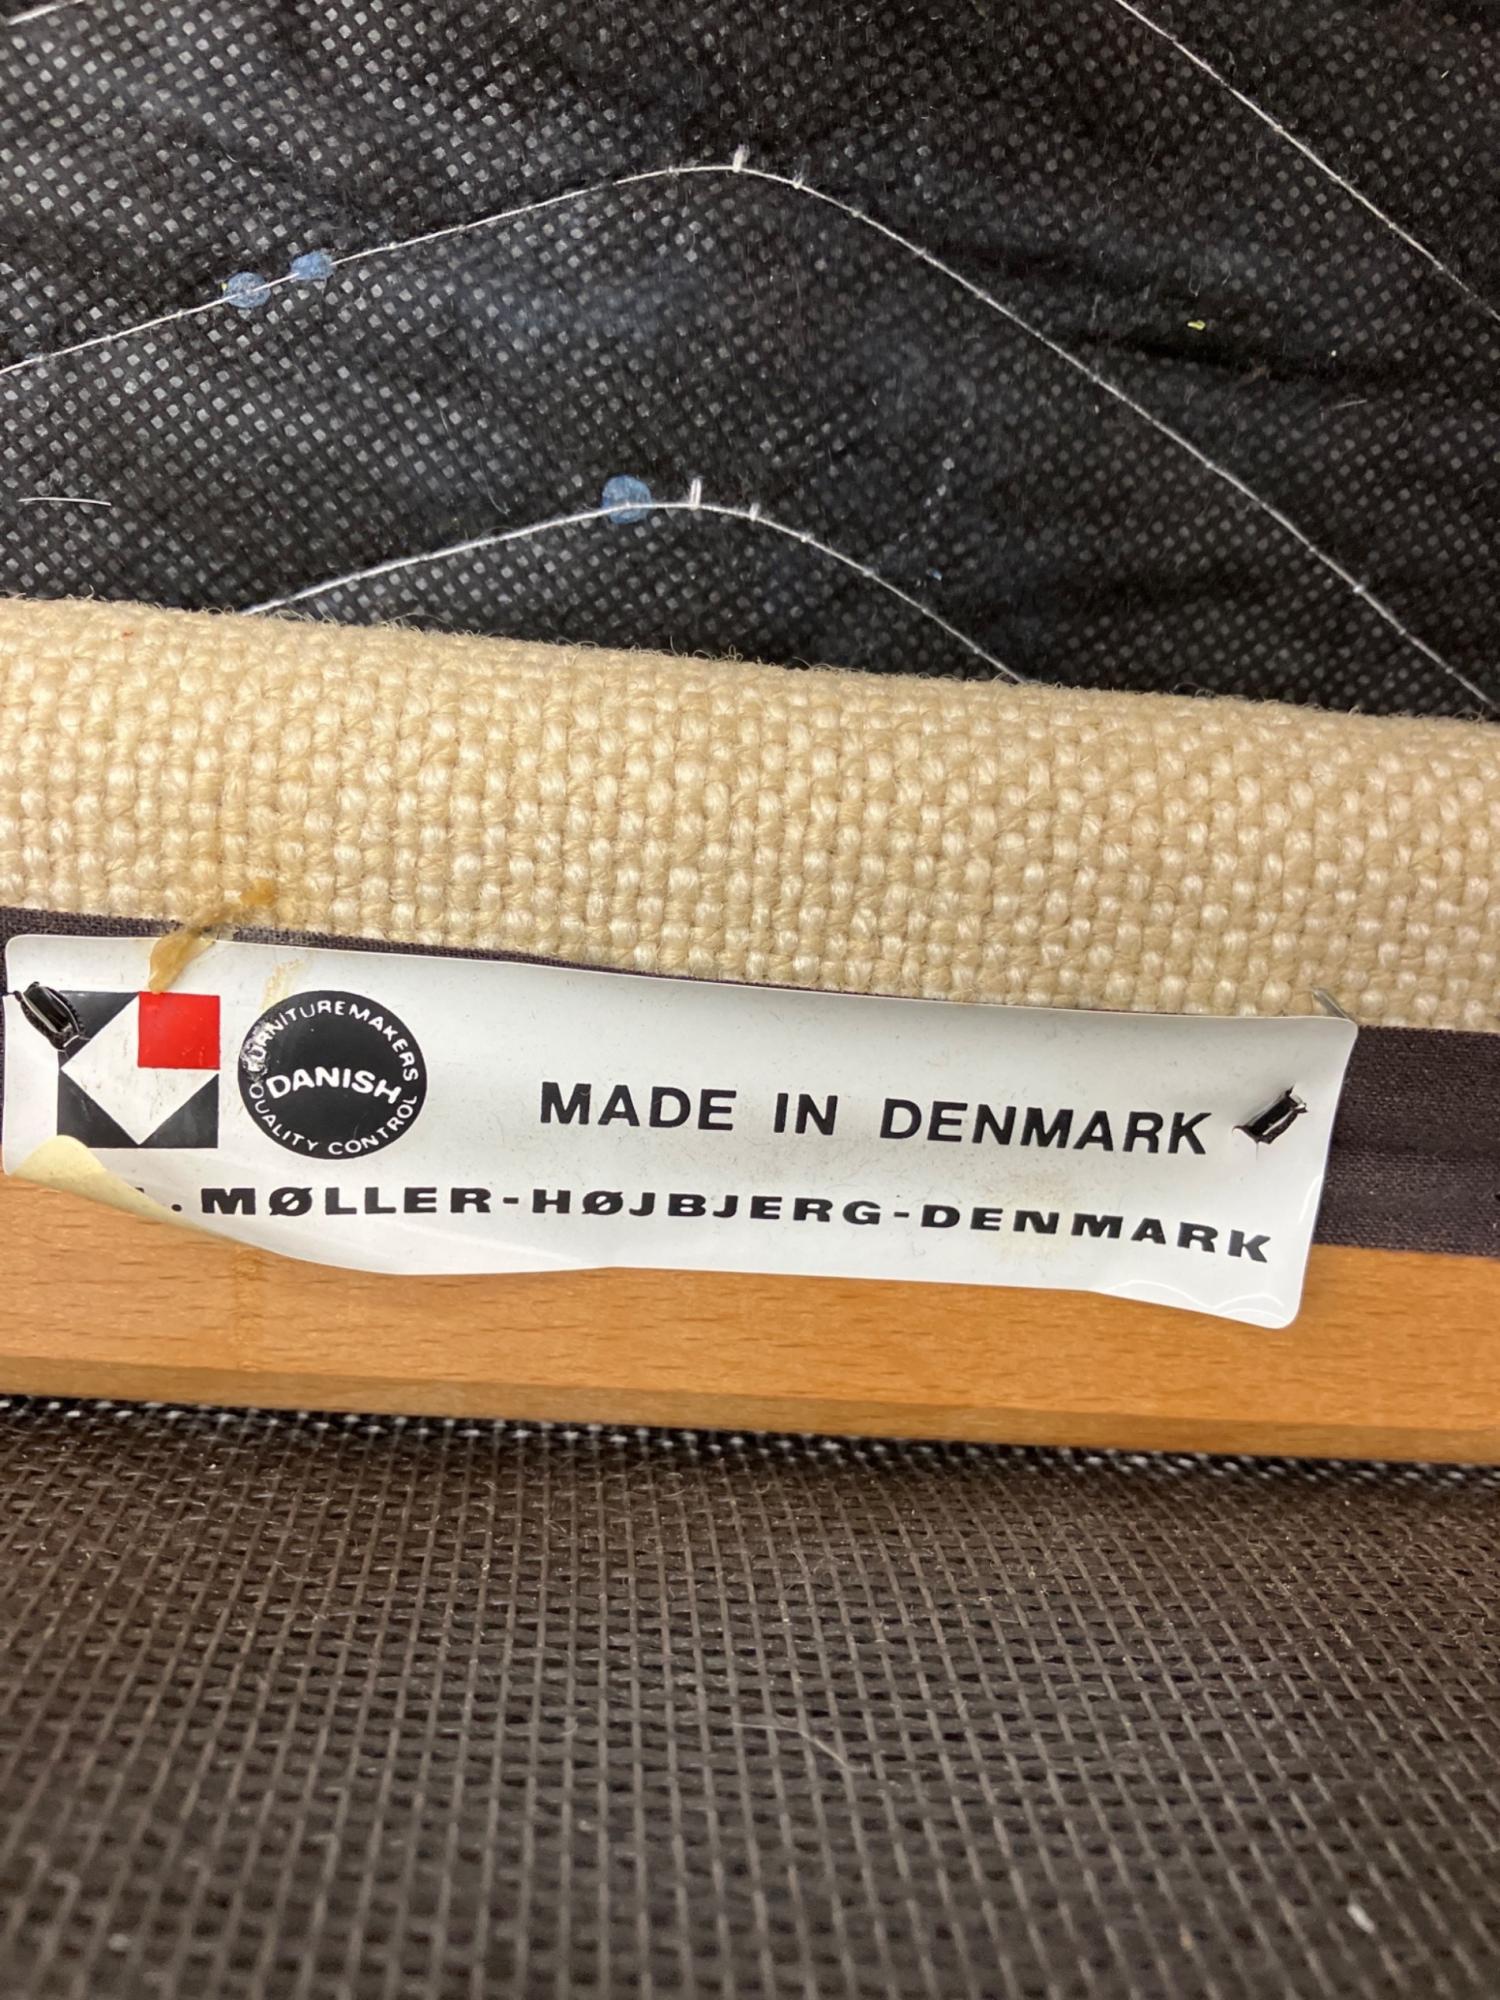 FURNITUREMAKERS
DANISH
QUALITY CONTROL
MADE IN DENMARK
. MØLLER-HØJBJERG-DENMARK